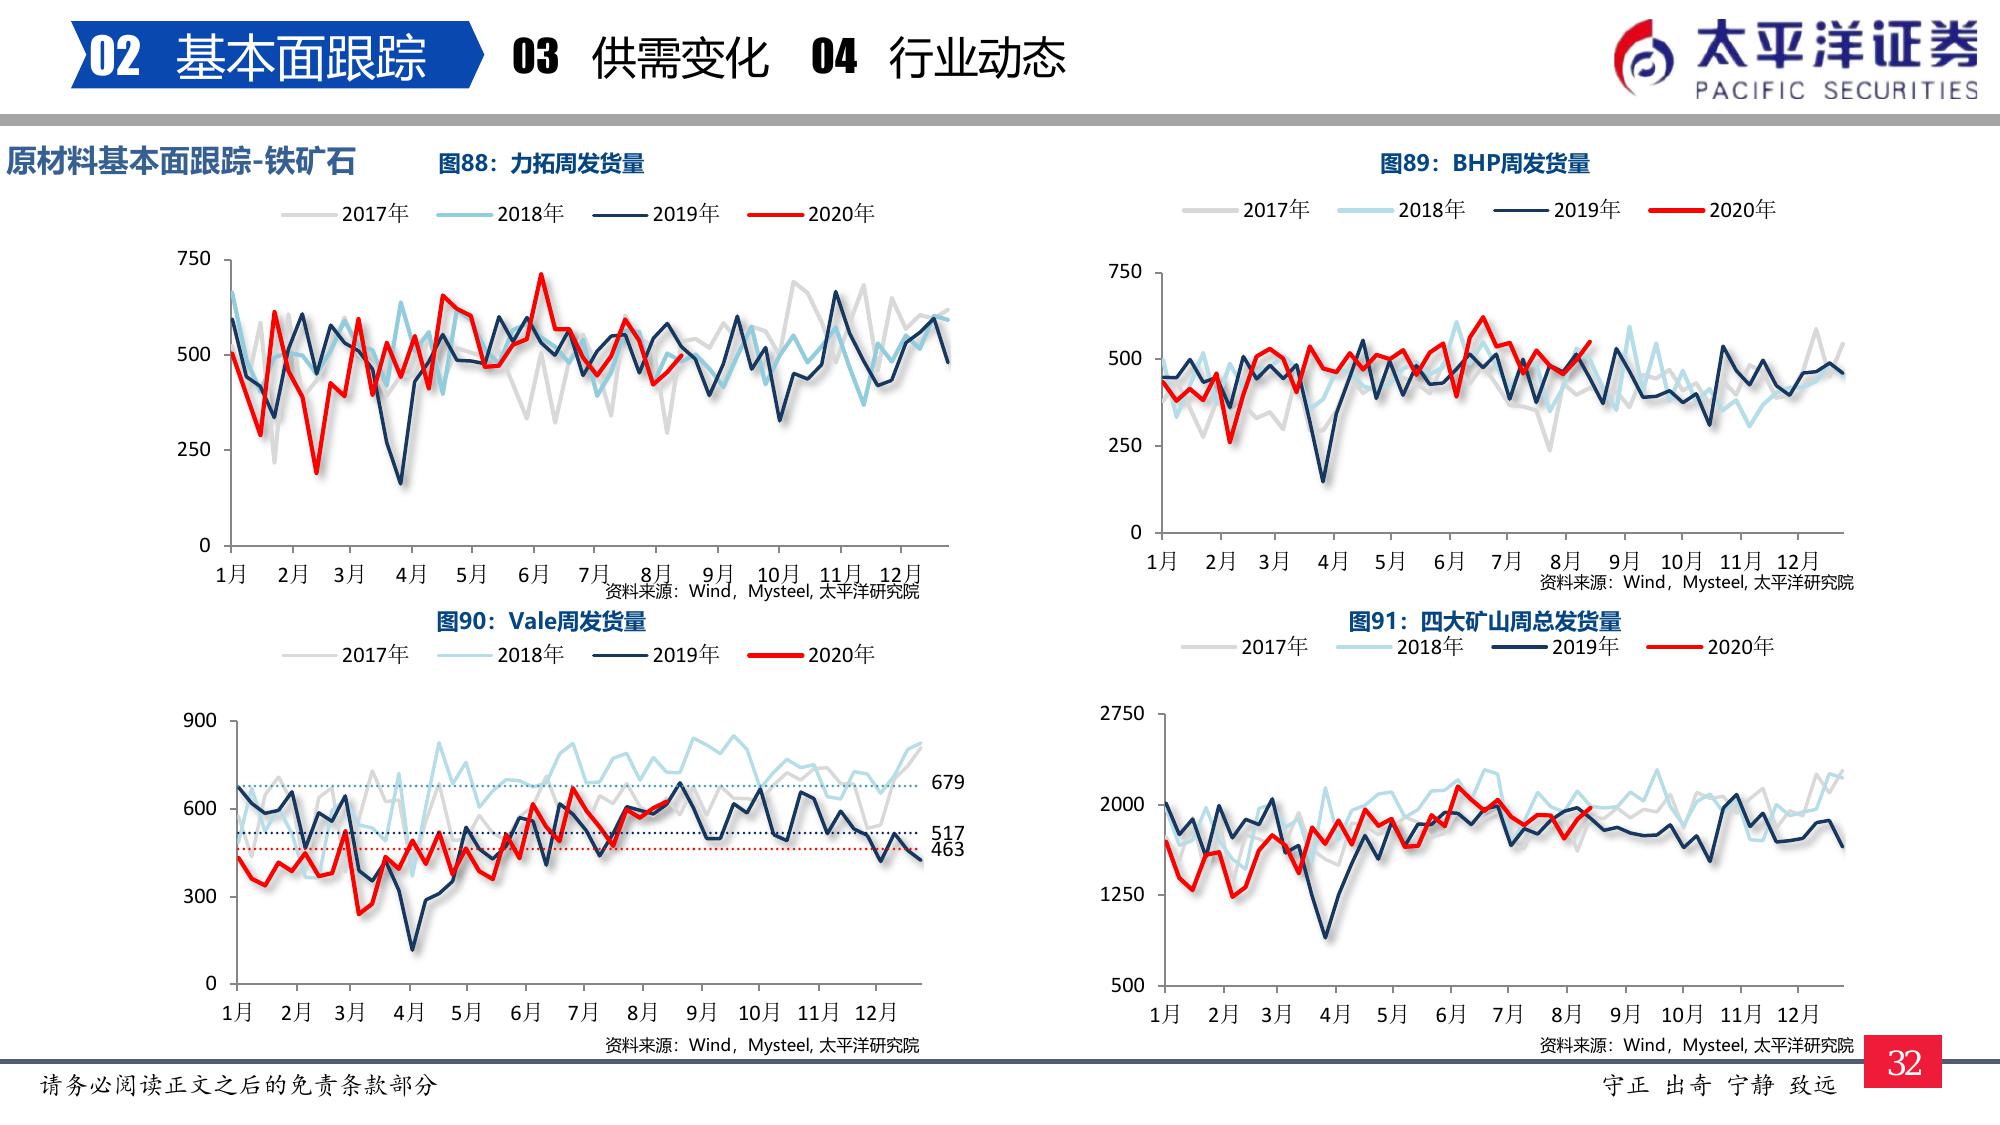 02 基本面跟踪 03 供需变化 04 行业动态
太平洋证券
PACIFIC SECURITIES
原材料基本面跟踪-铁矿石
图88：力拓周发货量
2017年 2018年 2019年 2020年
750
500
250
0
1月 2月 3月 4月 5月 6月 7月 8月 9月 10月 11月 12月
资料来源：Wind，Mysteel, 太平洋研究院
图89：BHP周发货量
2017年 2018年 2019年 2020年
750
500
250
0
1月 2月 3月 4月 5月 6月 7月 8月 9月 10月 11月 12月
资料来源：Wind，Mysteel, 太平洋研究院
图90：Vale周发货量
2017年 2018年 2019年 2020年
900
600
300
0
679
517
463
1月 2月 3月 4月 5月 6月 7月 8月 9月 10月 11月 12月
资料来源：Wind，Mysteel, 太平洋研究院
图91：四大矿山周总发货量
2017年 2018年 2019年 2020年
2750
2000
1250
500
1月 2月 3月 4月 5月 6月 7月 8月 9月 10月 11月 12月
资料来源：Wind，Mysteel, 太平洋研究院
32
请务必阅读正文之后的免责条款部分
守正 出奇 宁静 致远